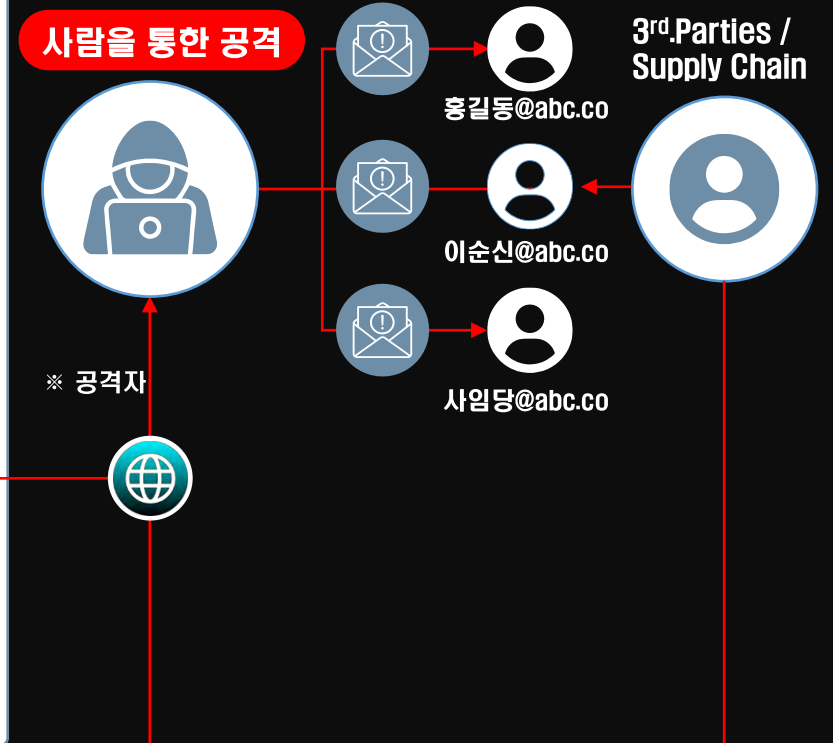 사람을 통한 공격
3rd.Parties /
Supply Chain
홍길동@abc.co
이순신@abc.co
사임당@abc.co
※ 공격자